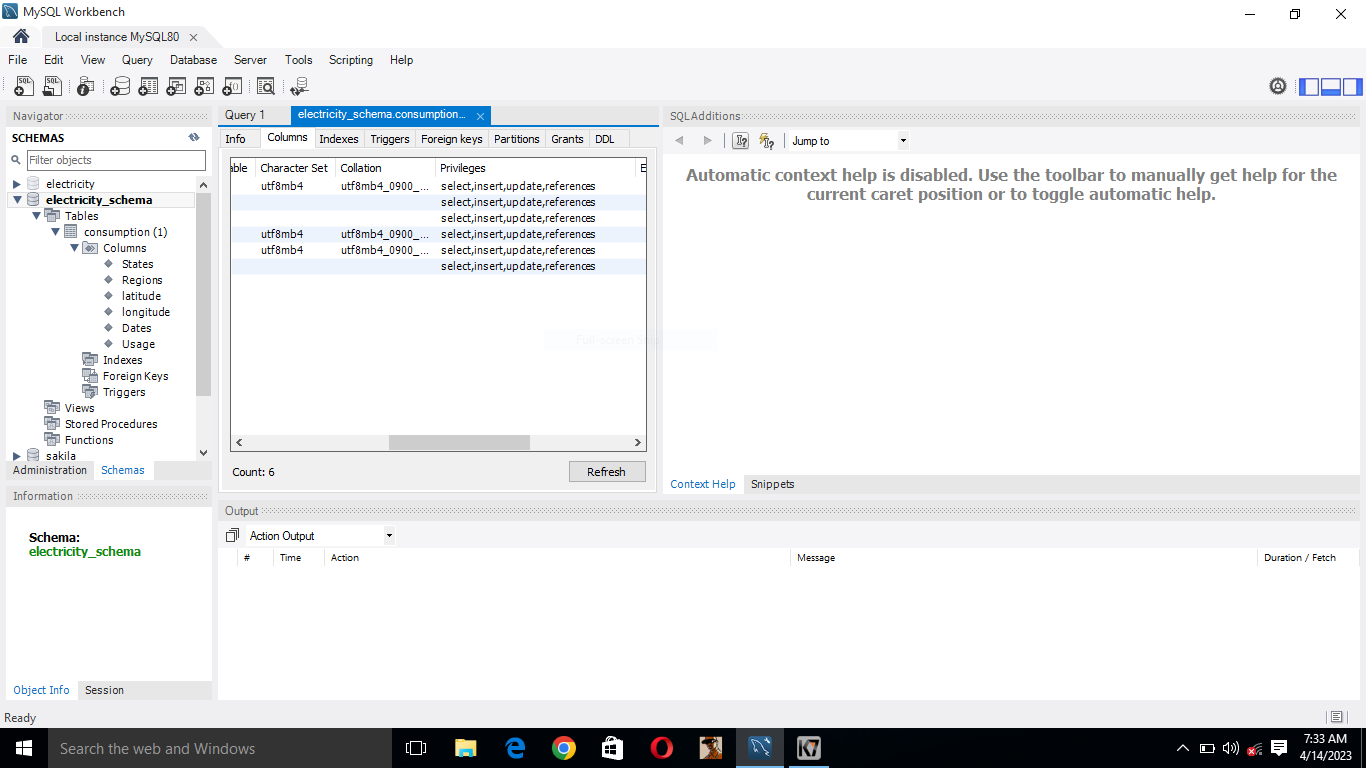 MySQL Workbench
Local instance MySQL80
File Edit View Query Database Server Tools Scripting Help
Navigator
SCHEMAS
Filter objects
electricity
electricity_schema
Tables
consumption (1)
Columns
States
Regions
latitude
longitude
Dates
Usage
Indexes
Foreign Keys
Triggers
Views
Stored Procedures
Functions
sakila
Administration Schemas
Information
Schema:
electricity_schema
Object Info Session
Query 1 electricity_schema.consumption...
Info Columns Indexes Triggers Foreign keys Partitions Grants DDL
able Character Set Collation Privileges E
utf8mb4 utf8mb4_0900_... select,insert,update,references
select,insert,update,references
select,insert,update,references
utf8mb4 utf8mb4_0900_... select,insert,update,references
utf8mb4 utf8mb4_0900_... select,insert,update,references
select,insert,update,references
Count: 6 Refresh
SQLAdditions
Jump to
Automatic context help is disabled. Use the toolbar to manually get help for the
current caret position or to toggle automatic help.
Context Help Snippets
Output
Action Output
# Time Action Message Duration / Fetch
Ready
Search the web and Windows
7:33 AM
4/14/2023